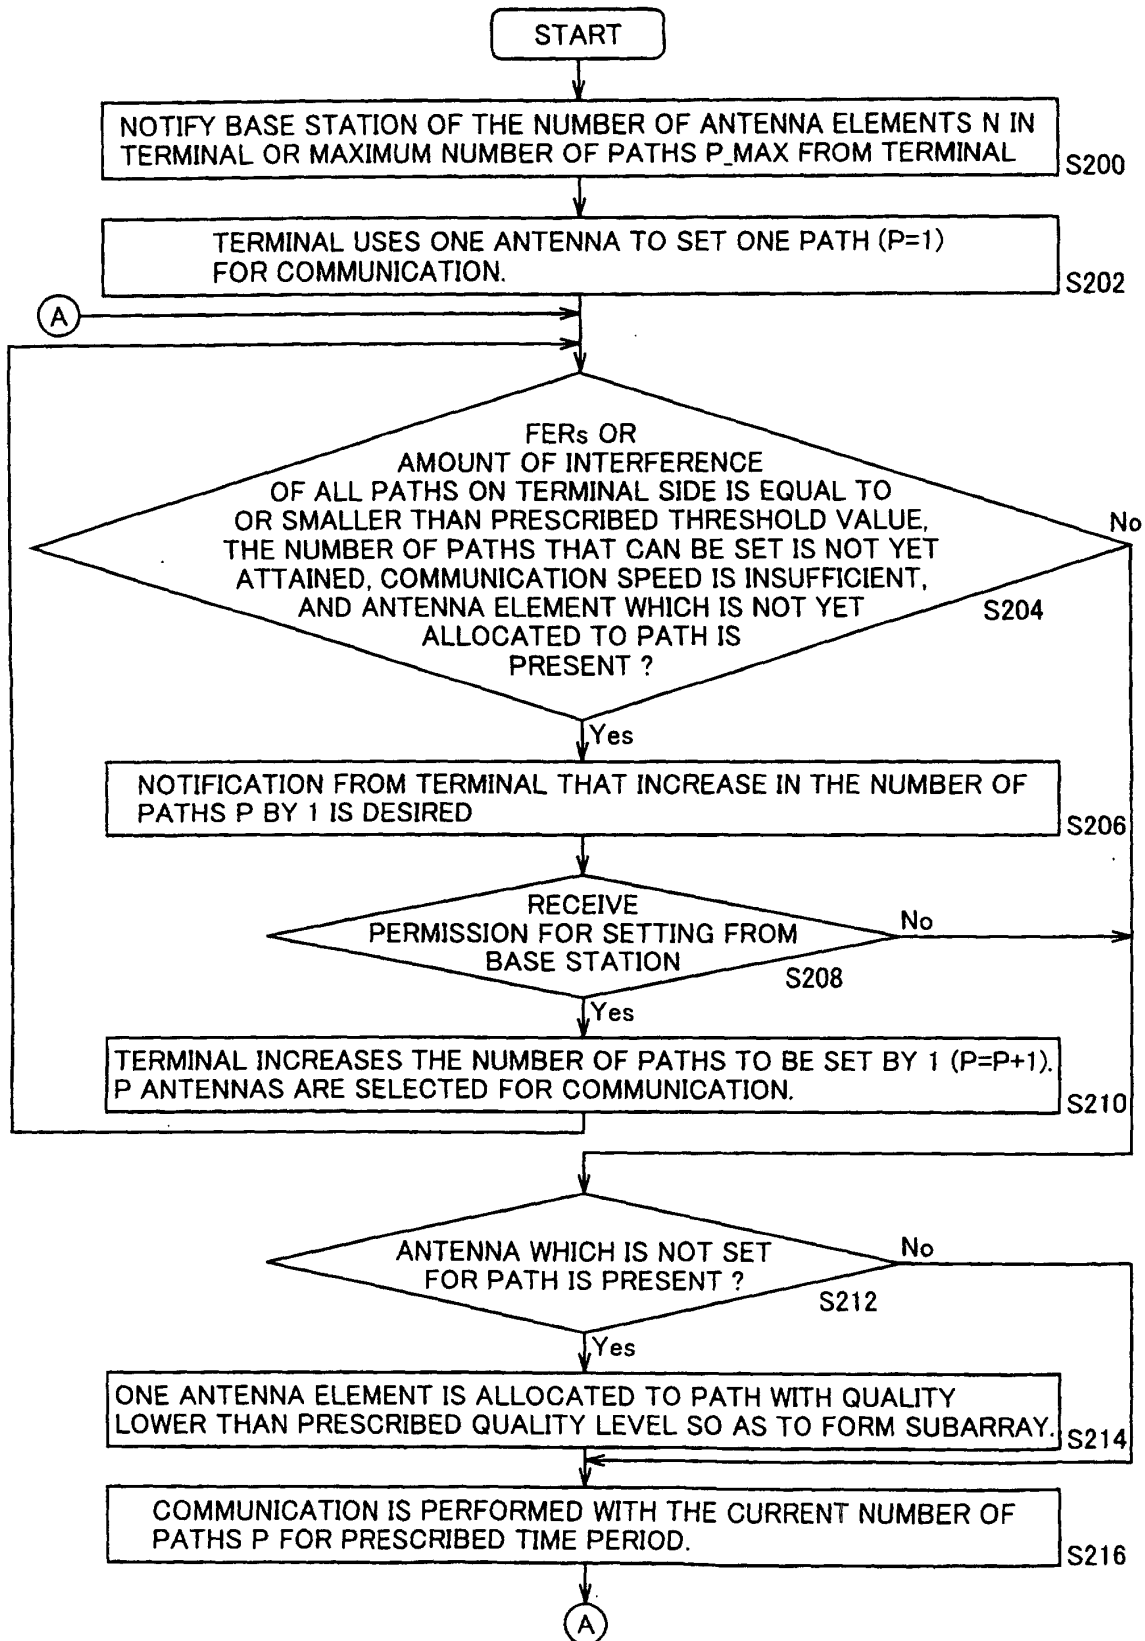 START
NOTIFY BASE STATION OF THE NUMBER OF ANTENNA ELEMENTS N IN
TERMINAL OR MAXIMUM NUMBER OF PATHS P_MAX FROM TERMINAL
S200
TERMINAL USES ONE ANTENNA TO SET ONE PATH (P=1)
FOR COMMUNICATION.
S202
A
FERs OR
AMOUNT OF INTERFERENCE
OF ALL PATHS ON TERMINAL SIDE IS EQUAL TO
OR SMALLER THAN PRESCRIBED THRESHOLD VALUE,
THE NUMBER OF PATHS THAT CAN BE SET IS NOT YET
ATTAINED, COMMUNICATION SPEED IS INSUFFICIENT,
AND ANTENNA ELEMENT WHICH IS NOT YET
ALLOCATED TO PATH IS
PRESENT ?
No
S204
Yes
NOTIFICATION FROM TERMINAL THAT INCREASE IN THE NUMBER OF
PATHS P BY 1 IS DESIRED
S206
RECEIVE
PERMISSION FOR SETTING FROM
BASE STATION
No
S208
Yes
TERMINAL INCREASES THE NUMBER OF PATHS TO BE SET BY 1 (P=P+1).
P ANTENNAS ARE SELECTED FOR COMMUNICATION.
S210
ANTENNA WHICH IS NOT SET
FOR PATH IS PRESENT ?
No
S212
Yes
ONE ANTENNA ELEMENT IS ALLOCATED TO PATH WITH QUALITY
LOWER THAN PRESCRIBED QUALITY LEVEL SO AS TO FORM SUBARRAY.
S214
COMMUNICATION IS PERFORMED WITH THE CURRENT NUMBER OF
PATHS P FOR PRESCRIBED TIME PERIOD.
S216
A